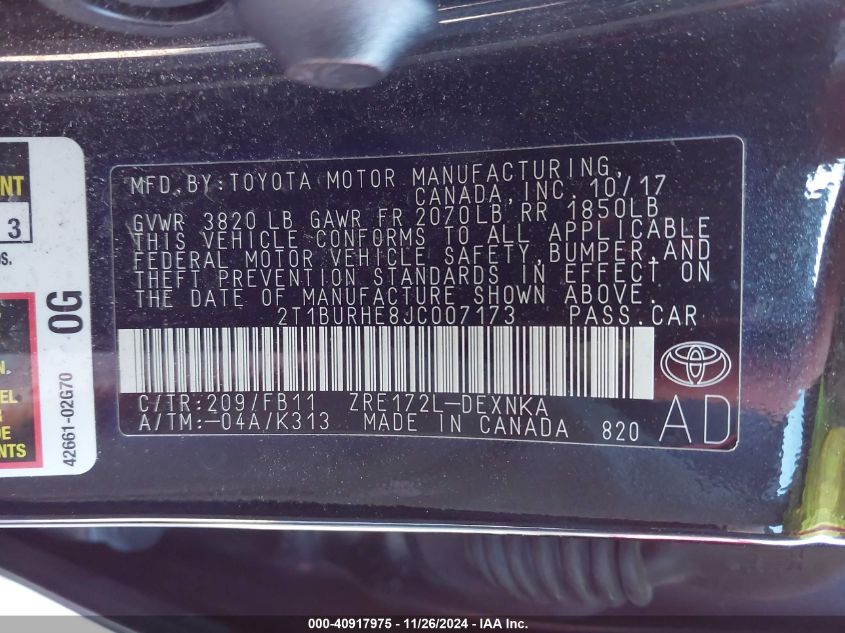 MFD. BY: TOYOTA MOTOR MANUFACTURING,
CANADA, INC. 10/17
GVWR 3820 LB GAWR FR 2070LB RR 1850LB
THIS VEHICLE CONFORMS TO ALL APPLICABLE
FEDERAL MOTOR VEHICLE SAFETY, BUMPER, AND
THEFT PREVENTION STANDARDS IN EFFECT ON
THE DATE OF MANUFACTURE SHOWN ABOVE.
2T1BURHE8JC007173 PASS.CAR
C/TR: 209/FB11 ZRE172L-DEXNKA
A/TM:-04A/K313 MADE IN CANADA 820
AD
3
0G
42661-02G70
000-40917975 - 11/26/2024 - IAA Inc.